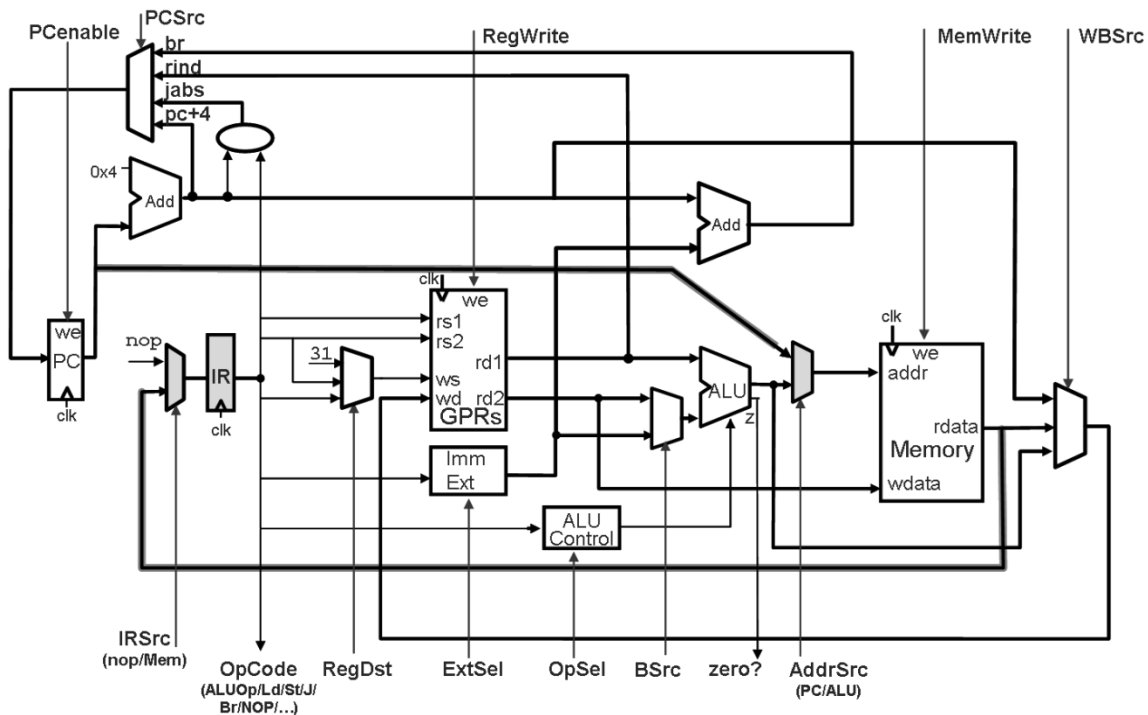 PCSrc
PCenable
br
RegWrite
MemWrite
WBSrc
rind
jabs
pc+4
0x4
Add
Add
clk
we
rs1
rs2
rd1
ws
wd
rd2
GPRs
we
PC
clk
nop
IR
clk
31
ALU
z
clk
we
addr
rdata
Memory
wdata
Imm
Ext
ALU
Control
IRSrc
(nop/Mem)
OpCode
(ALUOp/Ld/St/J/
Br/NOP/...)
RegDst
ExtSel
OpSel
BSrc
zero?
AddrSrc
(PC/ALU)